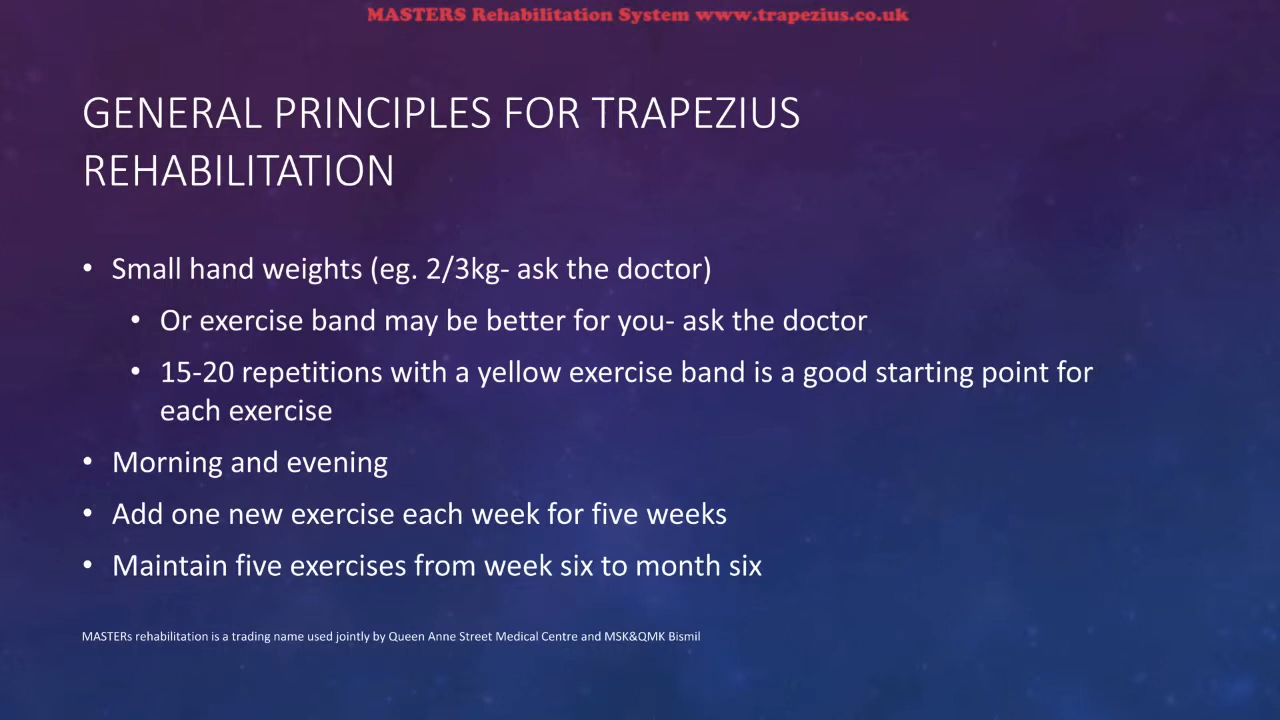 MASTERS Rehabilitation System www.trapezius.co.uk
GENERAL PRINCIPLES FOR TRAPEZIUS
REHABILITATION
• Small hand weights (eg. 2/3kg- ask the doctor)
• Or exercise band may be better for you- ask the doctor
• 15-20 repetitions with a yellow exercise band is a good starting point for
each exercise
• Morning and evening
• Add one new exercise each week for five weeks
• Maintain five exercises from week six to month six
MASTERs rehabilitation is a trading name used jointly by Queen Anne Street Medical Centre and MSK&QMK Bismil